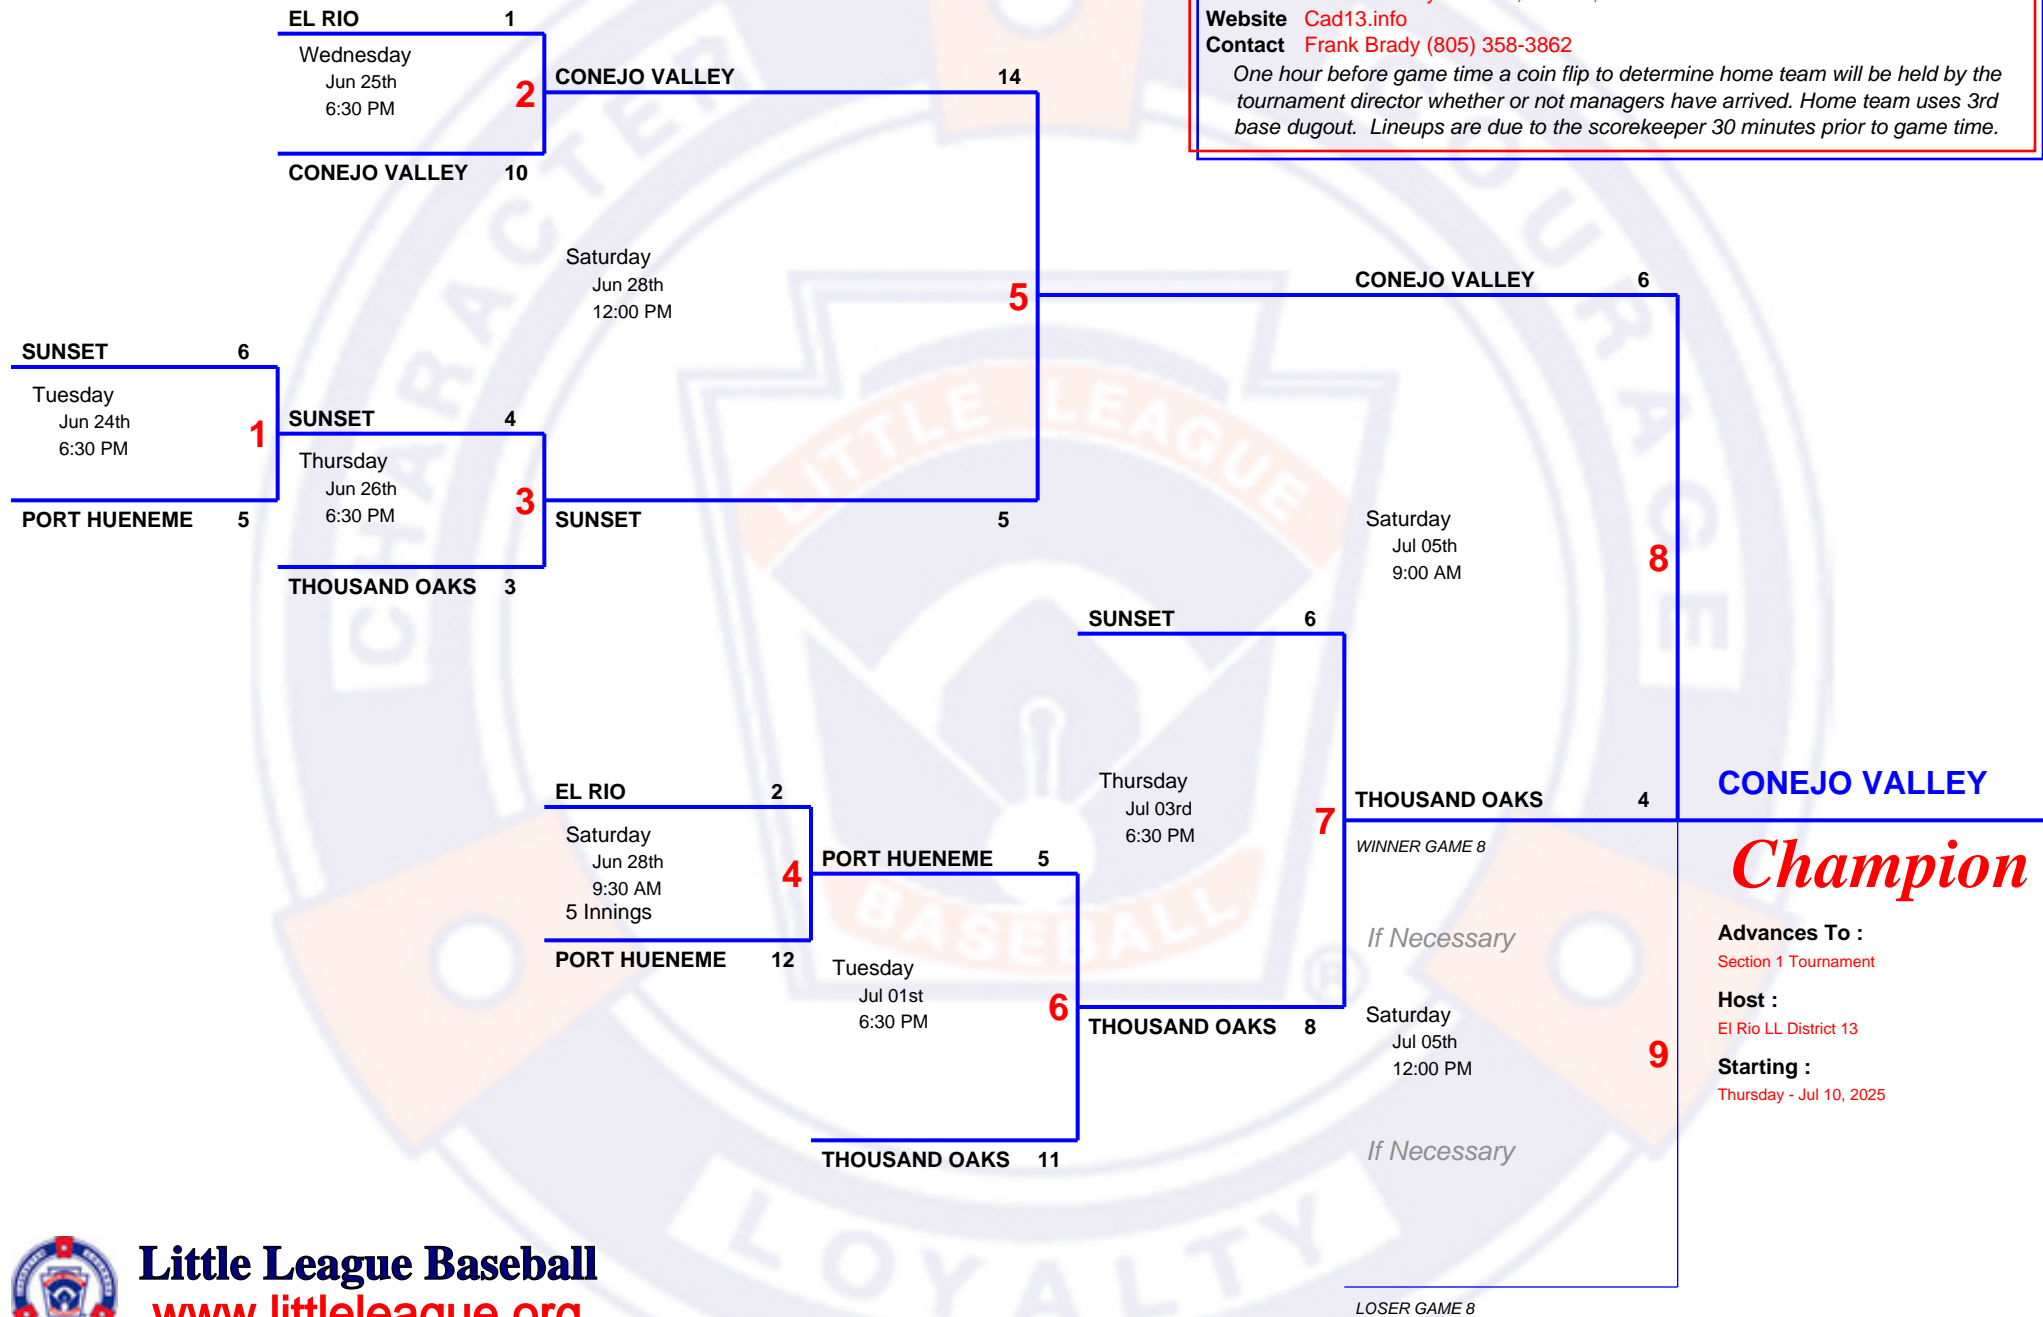 EL RIO 1
Wednesday
Jun 25th
6:30 PM
2
CONEJO VALLEY 10
CONEJO VALLEY 14
Website Cad13.info
Contact Frank Brady (805) 358-3862
One hour before game time a coin flip to determine home team will be held by the
tournament director whether or not managers have arrived. Home team uses 3rd
base dugout. Lineups are due to the scorekeeper 30 minutes prior to game time.
Saturday
Jun 28th
12:00 PM
5
CONEJO VALLEY 6
SUNSET 6
Tuesday
Jun 24th
6:30 PM
1
PORT HUENEME 5
SUNSET 4
Thursday
Jun 26th
6:30 PM
3
THOUSAND OAKS 3
SUNSET 5
Saturday
Jul 05th
9:00 AM
8
SUNSET 6
Thursday
Jul 03rd
6:30 PM
7
THOUSAND OAKS 8
EL RIO 2
Saturday
Jun 28th
9:30 AM
5 Innings
4
PORT HUENEME 12
PORT HUENEME 5
Tuesday
Jul 01st
6:30 PM
6
THOUSAND OAKS 11
THOUSAND OAKS 4
WINNER GAME 8
If Necessary
Saturday
Jul 05th
12:00 PM
9
If Necessary
LOSER GAME 8
CONEJO VALLEY
Champion
Advances To :
Section 1 Tournament
Host :
El Rio LL District 13
Starting :
Thursday - Jul 10, 2025
CHARACTER
COURAGE
LOYALTY
LITTLE LEAGUE
BASEBALL
®
Little League Baseball
www.littleleague.org